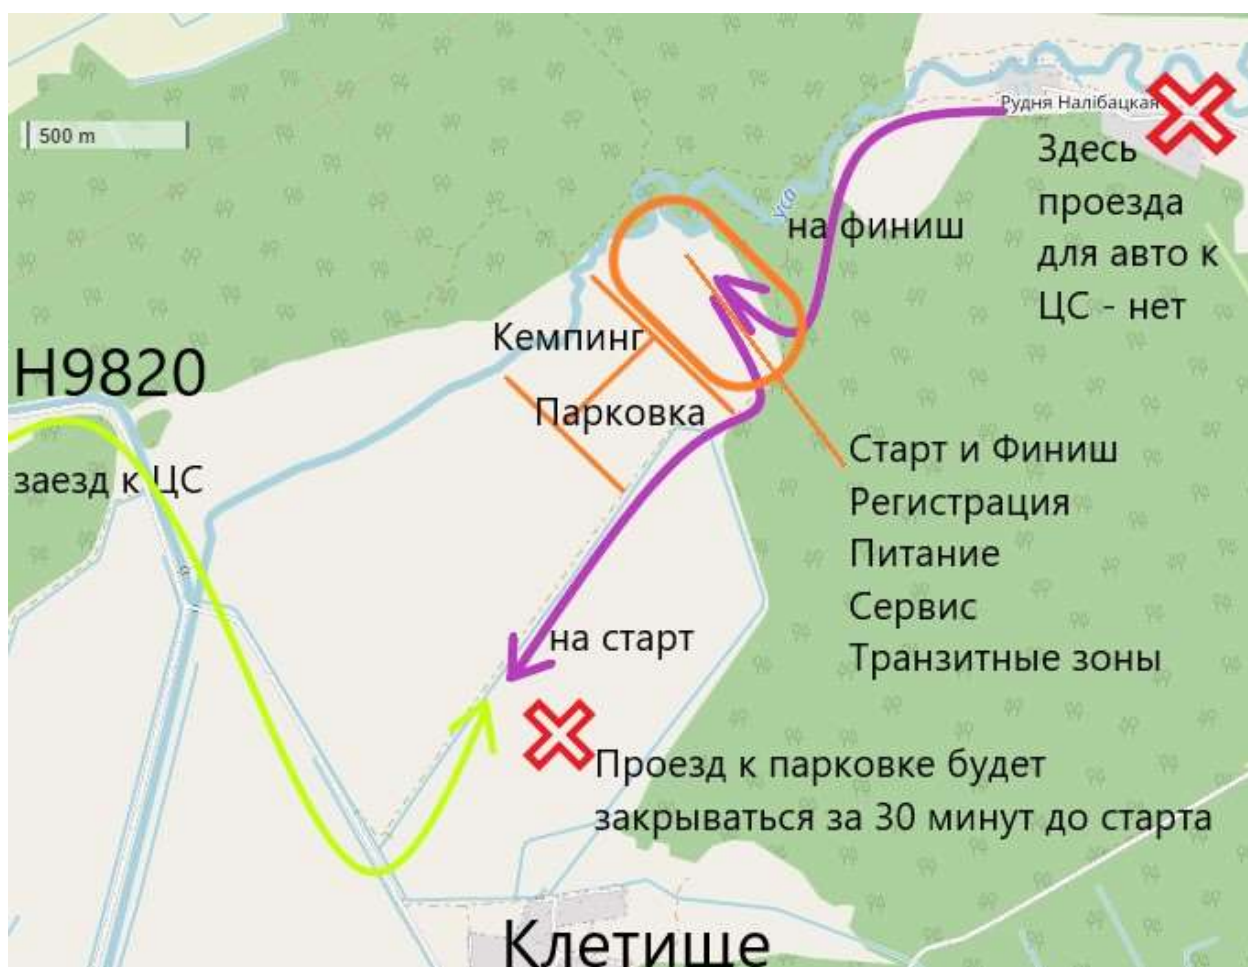 Рудня Налібацкая
500 m
Здесь
проезда
для авто к
ЦС - нет
Уса
на финиш
Кемпинг
Н9820
Парковка
заезд к ЦС
Старт и Финиш
Регистрация
Питание
Сервис
Транзитные зоны
на старт
Проезд к парковке будет
закрываться за 30 минут до старта
Клетище